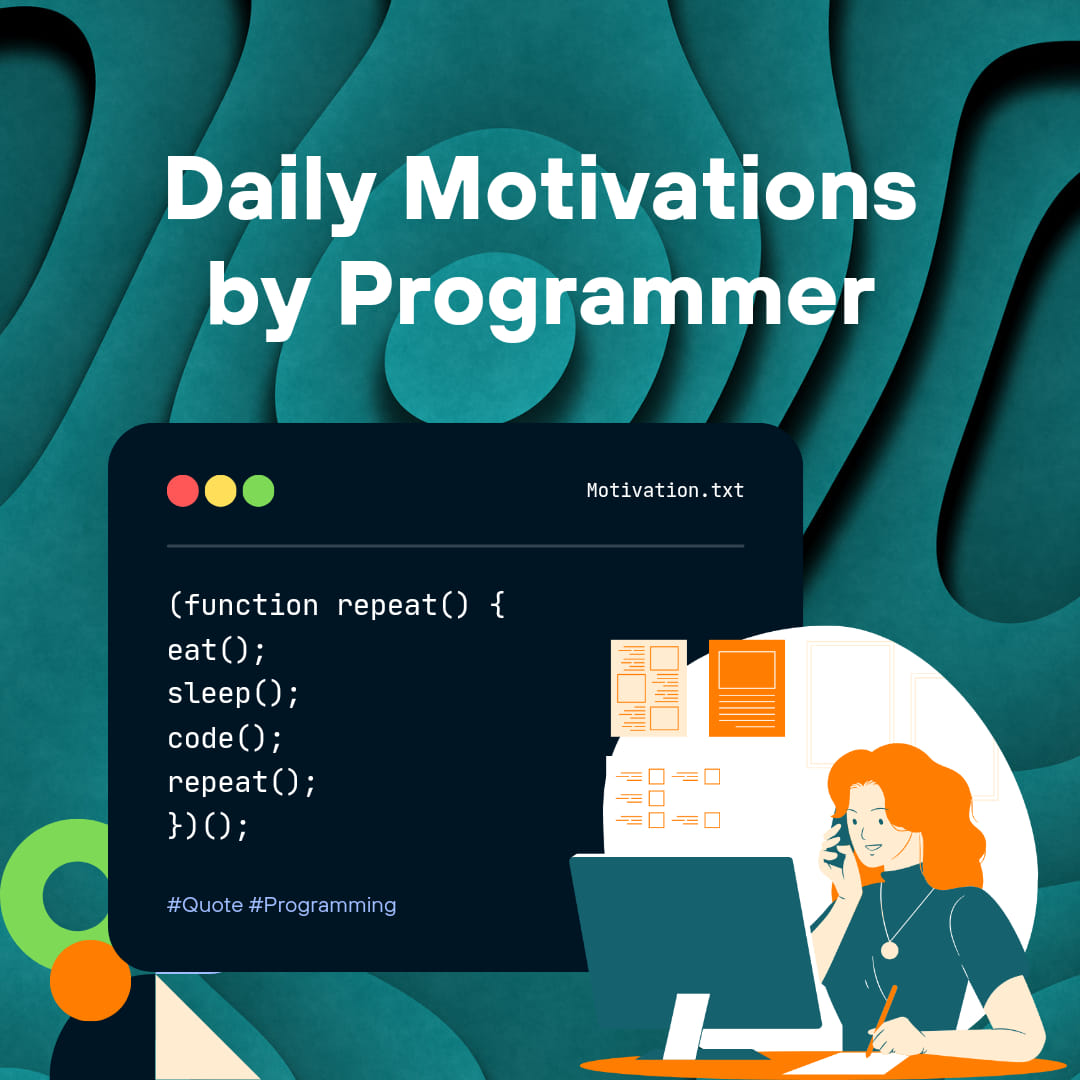 Daily Motivations
by Programmer
Motivation.txt
(function repeat() {
eat();
sleep();
code();
repeat();
})();
#Quote #Programming